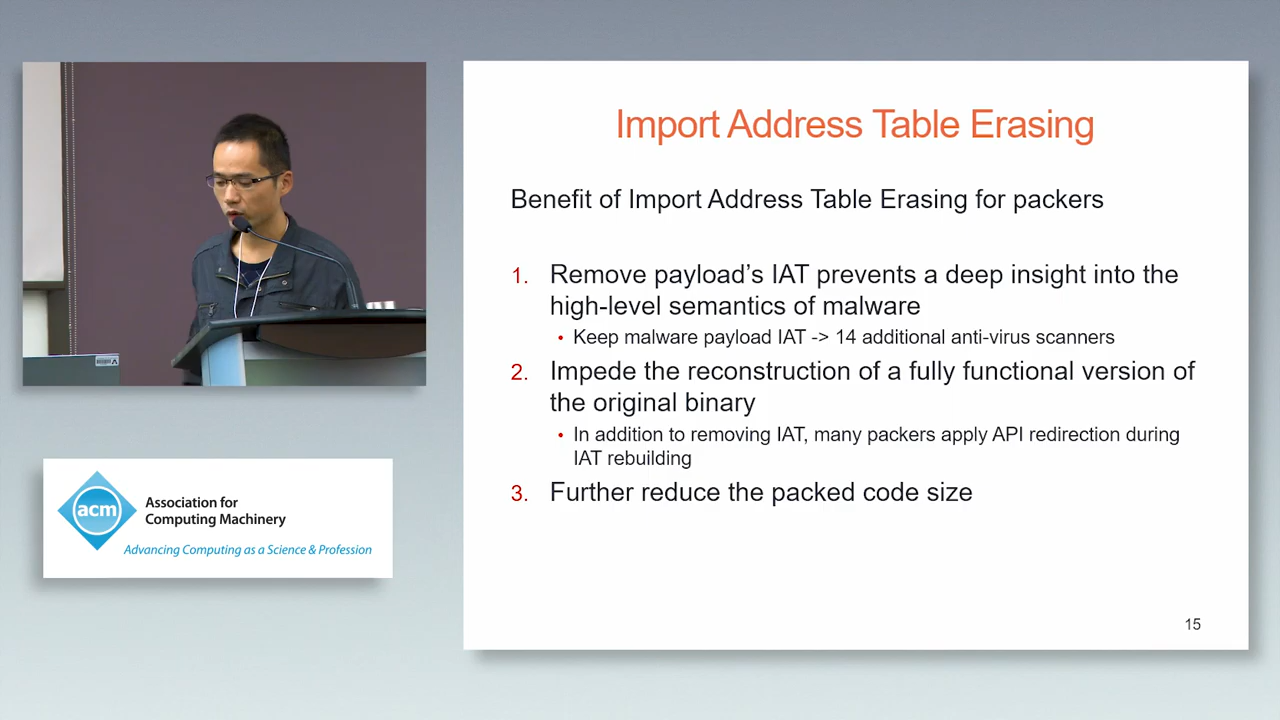 Import Address Table Erasing
Benefit of Import Address Table Erasing for packers
1. Remove payload’s IAT prevents a deep insight into the
high-level semantics of malware
• Keep malware payload IAT -> 14 additional anti-virus scanners
2. Impede the reconstruction of a fully functional version of
the original binary
• In addition to removing IAT, many packers apply API redirection during
IAT rebuilding
3. Further reduce the packed code size
15
acm
Association for
Computing Machinery
Advancing Computing as a Science & Profession